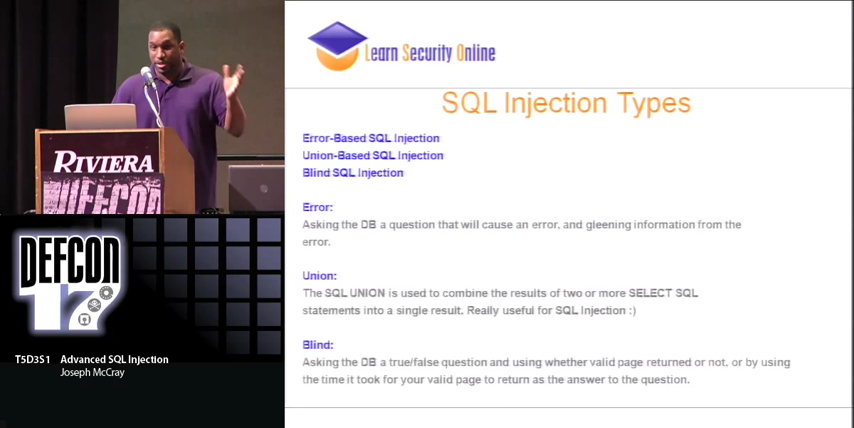 RIVIERA
DEFCON
DEFCON
17
T5D3S1 Advanced SQL Injection
Joseph McCray
Learn Security Online
SQL Injection Types
Error-Based SQL Injection
Union-Based SQL Injection
Blind SQL Injection
Error:
Asking the DB a question that will cause an error, and gleening information from the
error.
Union:
The SQL UNION is used to combine the results of two or more SELECT SQL
statements into a single result. Really useful for SQL Injection :)
Blind:
Asking the DB a true/false question and using whether valid page returned or not, or by using
the time it took for your valid page to return as the answer to the question.